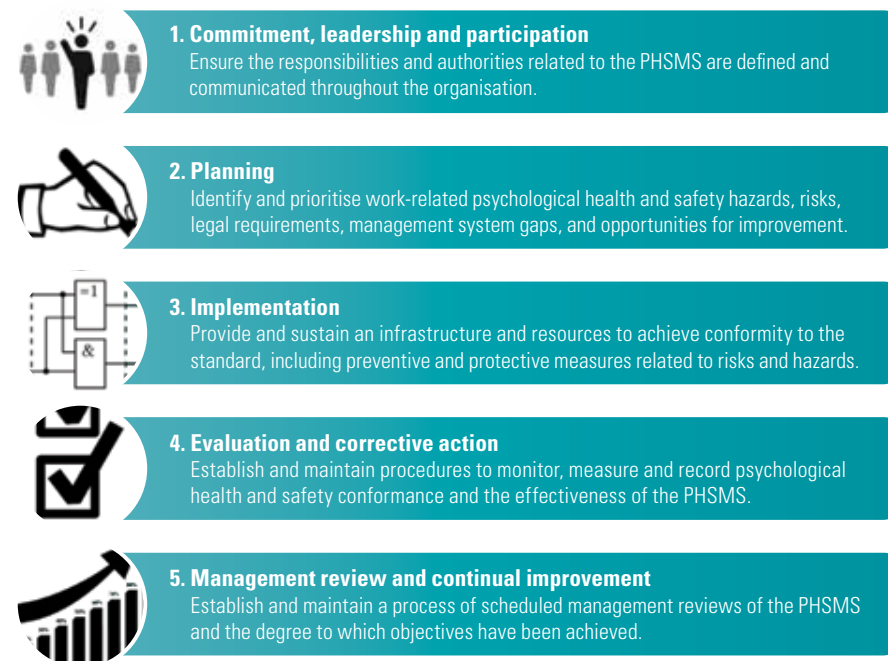 1. Commitment, leadership and participation
Ensure the responsibilities and authorities related to the PHSMS are defined and
communicated throughout the organisation.
2. Planning
Identify and prioritise work-related psychological health and safety hazards, risks,
legal requirements, management system gaps, and opportunities for improvement.
=1
&
3. Implementation
Provide and sustain an infrastructure and resources to achieve conformity to the
standard, including preventive and protective measures related to risks and hazards.
4. Evaluation and corrective action
Establish and maintain procedures to monitor, measure and record psychological
health and safety conformance and the effectiveness of the PHSMS.
5. Management review and continual improvement
Establish and maintain a process of scheduled management reviews of the PHSMS
and the degree to which objectives have been achieved.